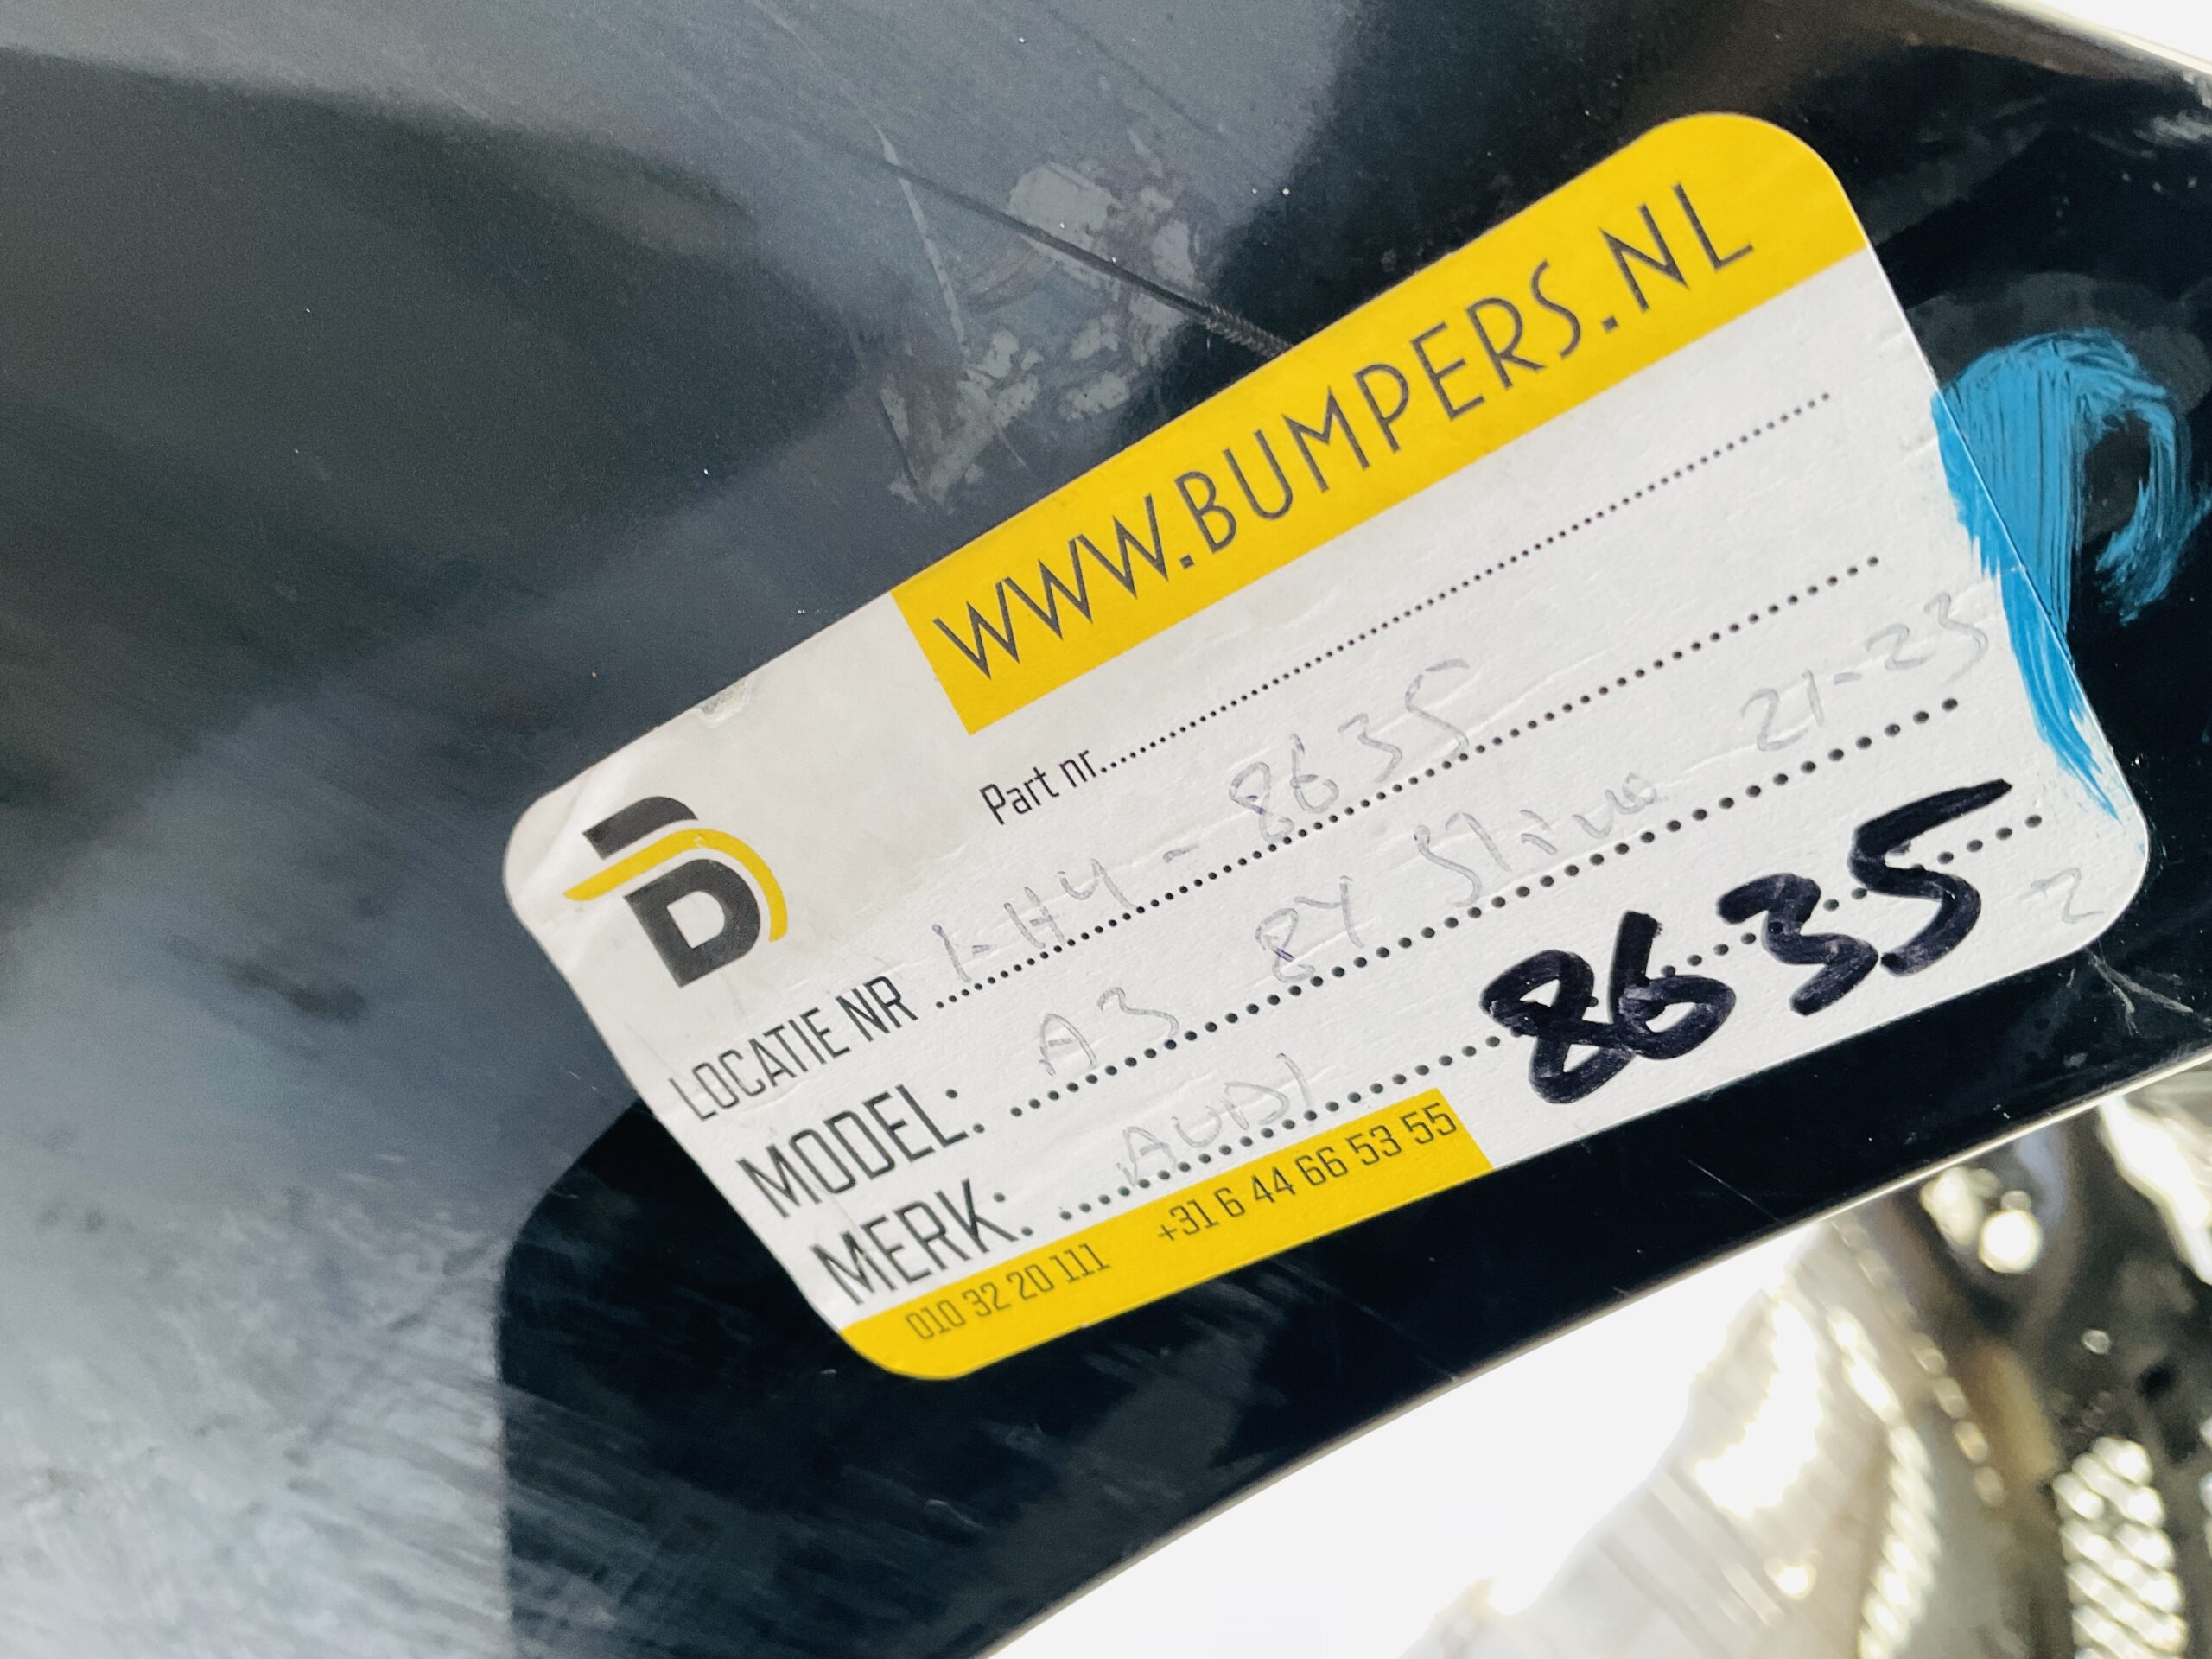 WWW.BUMPERS.NL
Part nr.
LOCATIE NR 1-H4-8635
MODEL: A3 8Y Sline 21-23
MERK: AUDI 8635
010 32 20 111 +31 6 44 66 53 55